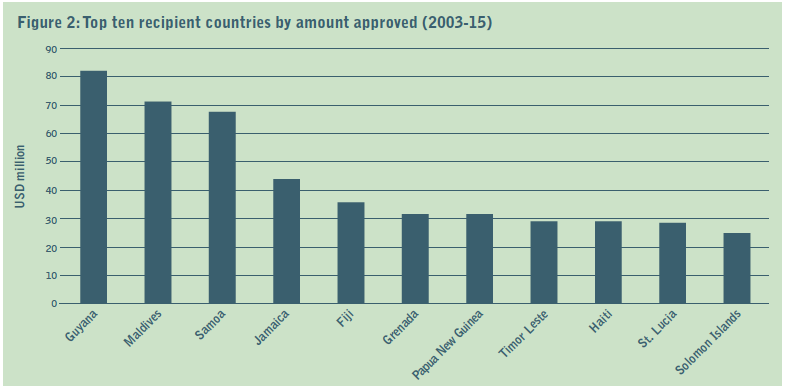 Figure 2: Top ten recipient countries by amount approved (2003-15)
USD million
90
80
70
60
50
40
30
20
10
0
Guyana
Maldives
Samoa
Jamaica
Fiji
Grenada
Papua New Guinea
Timor Leste
Haiti
St. Lucia
Solomon Islands